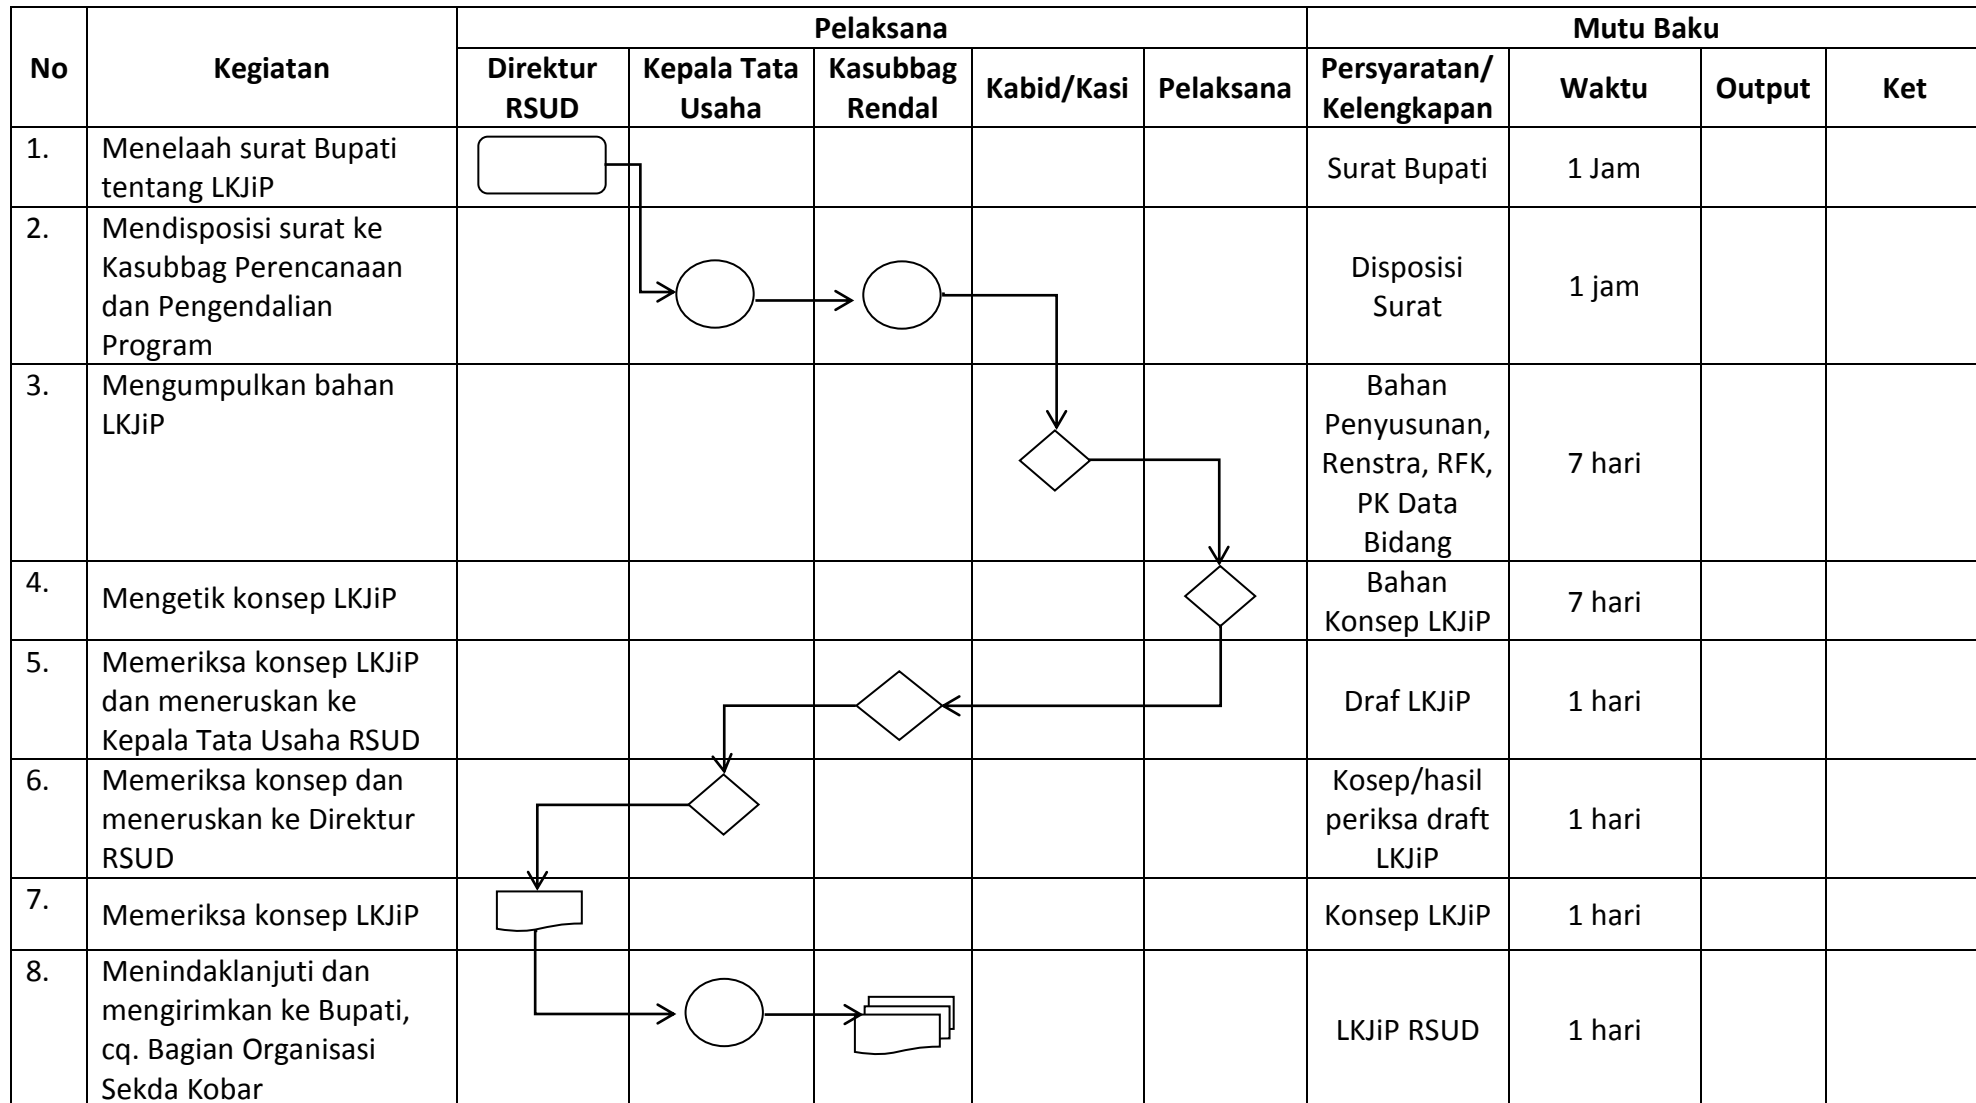 No
Kegiatan
Pelaksana
Mutu Baku
Direktur
RSUD
Kepala Tata
Usaha
Kasubbag
Rendal
Kabid/Kasi
Pelaksana
Persyaratan/
Kelengkapan
Waktu
Output
Ket
1.
Menelaah surat Bupati
tentang LKJiP
Surat Bupati
1 Jam
2.
Mendisposisi surat ke
Kasubbag Perencanaan
dan Pengendalian
Program
Disposisi
Surat
1 jam
3.
Mengumpulkan bahan
LKJiP
Bahan
Penyusunan,
Renstra, RFK,
PK Data
Bidang
7 hari
4.
Mengetik konsep LKJiP
Bahan
Konsep LKJiP
7 hari
5.
Memeriksa konsep LKJiP
dan meneruskan ke
Kepala Tata Usaha RSUD
Draf LKJiP
1 hari
6.
Memeriksa konsep dan
meneruskan ke Direktur
RSUD
Kosep/hasil
periksa draft
LKJiP
1 hari
7.
Memeriksa konsep LKJiP
Konsep LKJiP
1 hari
8.
Menindaklanjuti dan
mengirimkan ke Bupati,
cq. Bagian Organisasi
Sekda Kobar
LKJiP RSUD
1 hari